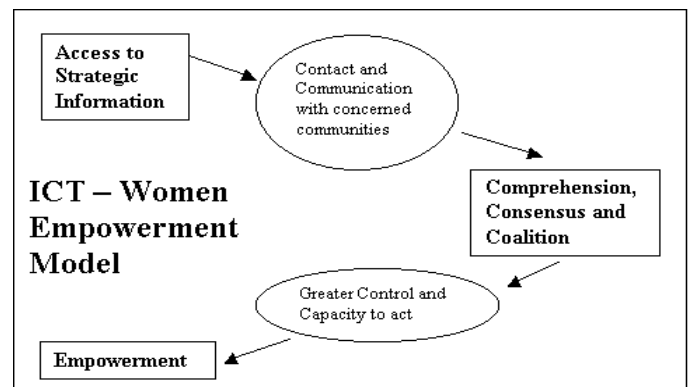 Access to
Strategic
Information
Contact and
Communication
with concerned
communities
ICT – Women
Empowerment
Model
Comprehension,
Consensus and
Coalition
Greater Control and
Capacity to act
Empowerment